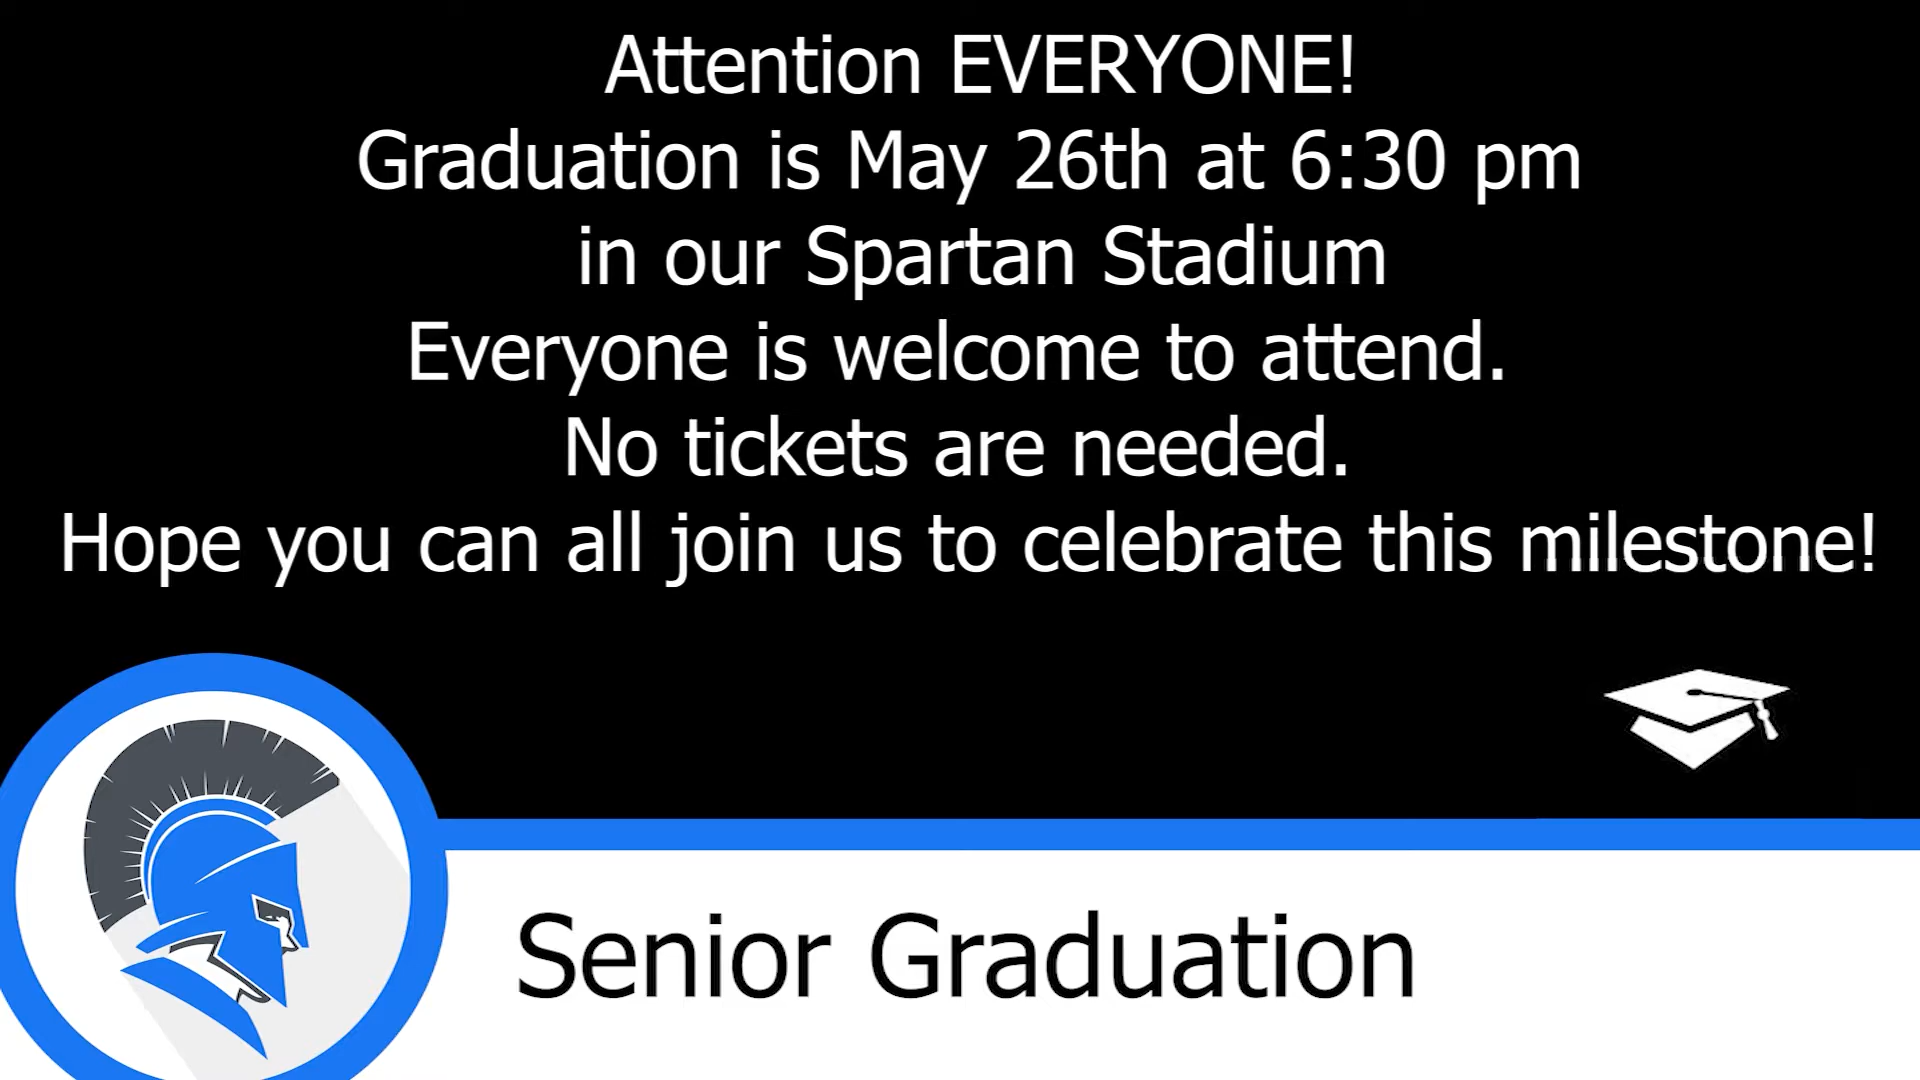 Attention EVERYONE!
Graduation is May 26th at 6:30 pm
in our Spartan Stadium
Everyone is welcome to attend.
No tickets are needed.
Hope you can all join us to celebrate this milestone!
Senior Graduation